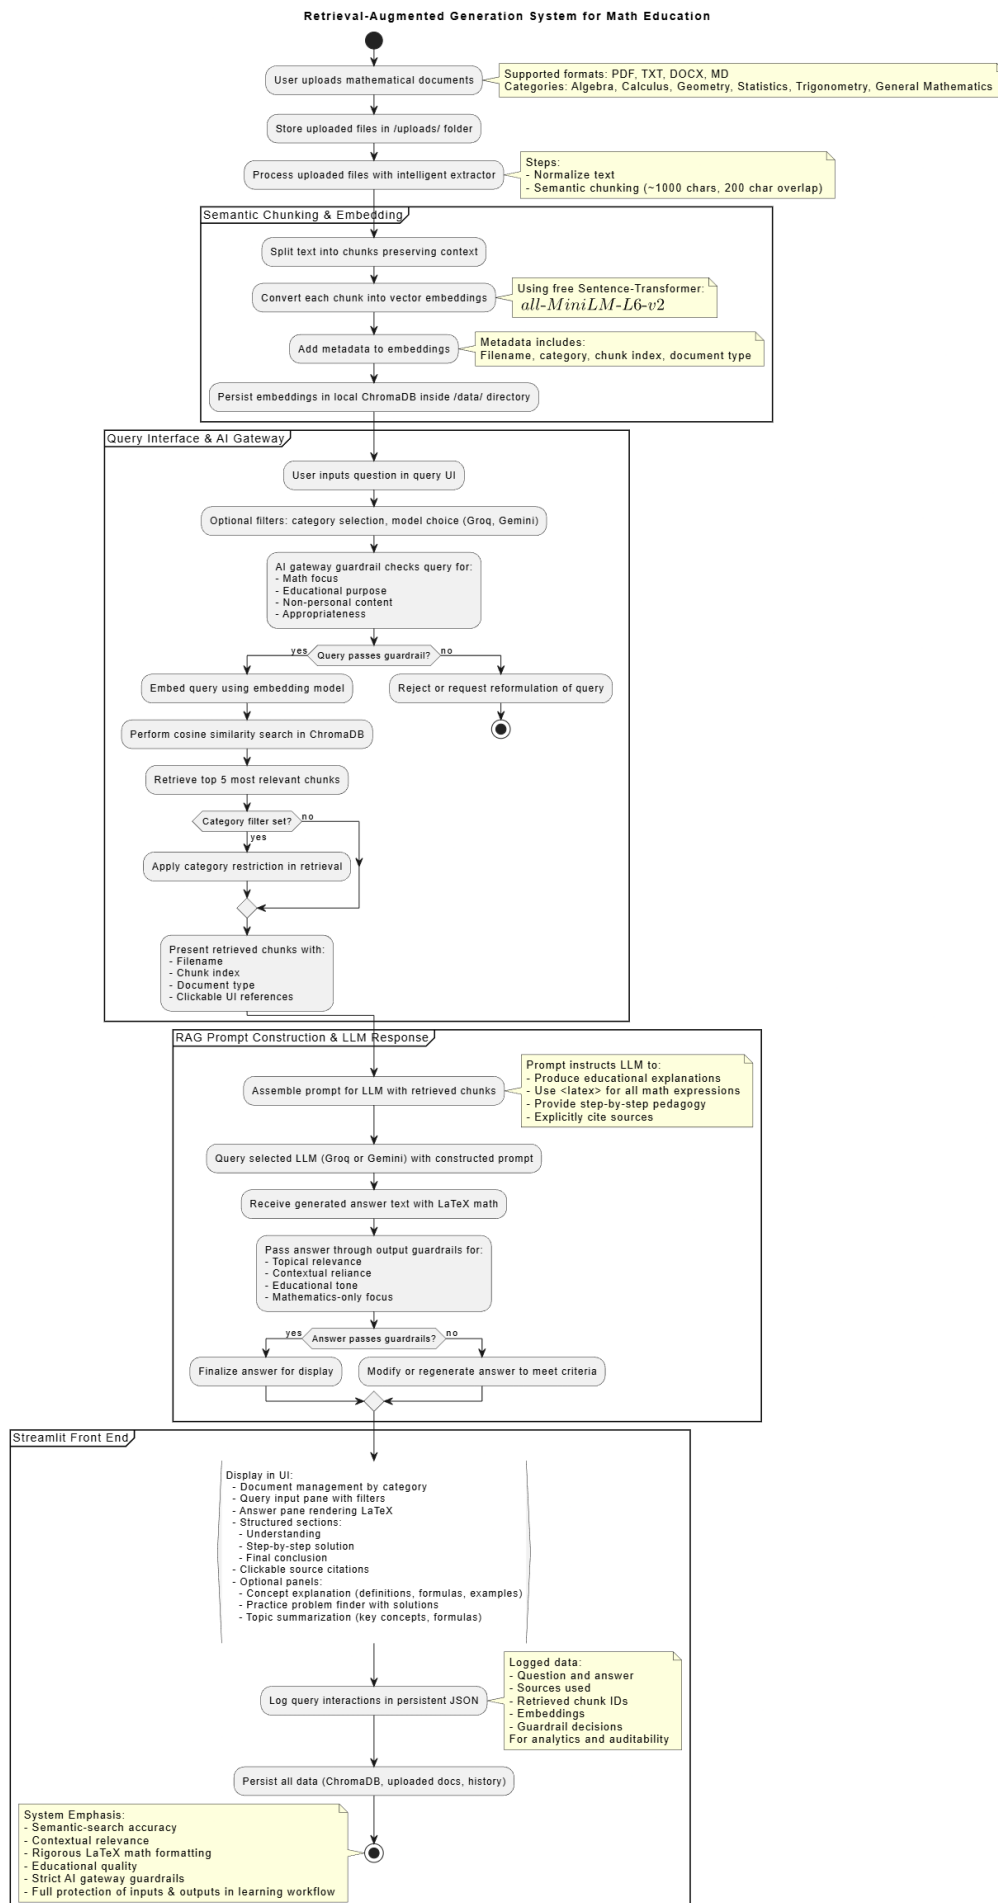 Retrieval-Augmented Generation System for Math Education
User uploads mathematical documents
Supported formats: PDF, TXT, DOCX, MD
Categories: Algebra, Calculus, Geometry, Statistics, Trigonometry, General Mathematics
Store uploaded files in /uploads/ folder
Process uploaded files with intelligent extractor
Steps:
- Normalize text
- Semantic chunking (~1000 chars, 200 char overlap)
Semantic Chunking & Embedding
Split text into chunks preserving context
Convert each chunk into vector embeddings
Using free Sentence-Transformer:
all-MiniLM-L6-v2
Add metadata to embeddings
Metadata includes:
Filename, category, chunk index, document type
Persist embeddings in local ChromaDB inside /data/ directory
Query Interface & AI Gateway
User inputs question in query UI
Optional filters: category selection, model choice (Groq, Gemini)
AI gateway guardrail checks query for:
- Math focus
- Educational purpose
- Non-personal content
- Appropriateness
yes
Query passes guardrail?
no
Embed query using embedding model
Reject or request reformulation of query
Perform cosine similarity search in ChromaDB
Retrieve top 5 most relevant chunks
Category filter set?
no
yes
Apply category restriction in retrieval
Present retrieved chunks with:
- Filename
- Chunk index
- Document type
- Clickable UI references
RAG Prompt Construction & LLM Response
Assemble prompt for LLM with retrieved chunks
Prompt instructs LLM to:
- Produce educational explanations
- Use <latex> for all math expressions
- Provide step-by-step pedagogy
- Explicitly cite sources
Query selected LLM (Groq or Gemini) with constructed prompt
Receive generated answer text with LaTeX math
Pass answer through output guardrails for:
- Topical relevance
- Contextual reliance
- Educational tone
- Mathematics-only focus
yes
Answer passes guardrails?
no
Finalize answer for display
Modify or regenerate answer to meet criteria
Streamlit Front End
Display in UI:
- Document management by category
- Query input pane with filters
- Answer pane rendering LaTeX
- Structured sections:
- Understanding
- Step-by-step solution
- Final conclusion
- Clickable source citations
- Optional panels:
- Concept explanation (definitions, formulas, examples)
- Practice problem finder with solutions
- Topic summarization (key concepts, formulas)
Log query interactions in persistent JSON
Logged data:
- Question and answer
- Sources used
- Retrieved chunk IDs
- Embeddings
- Guardrail decisions
For analytics and auditability
Persist all data (ChromaDB, uploaded docs, history)
System Emphasis:
- Semantic-search accuracy
- Contextual relevance
- Rigorous LaTeX math formatting
- Educational quality
- Strict AI gateway guardrails
- Full protection of inputs & outputs in learning workflow